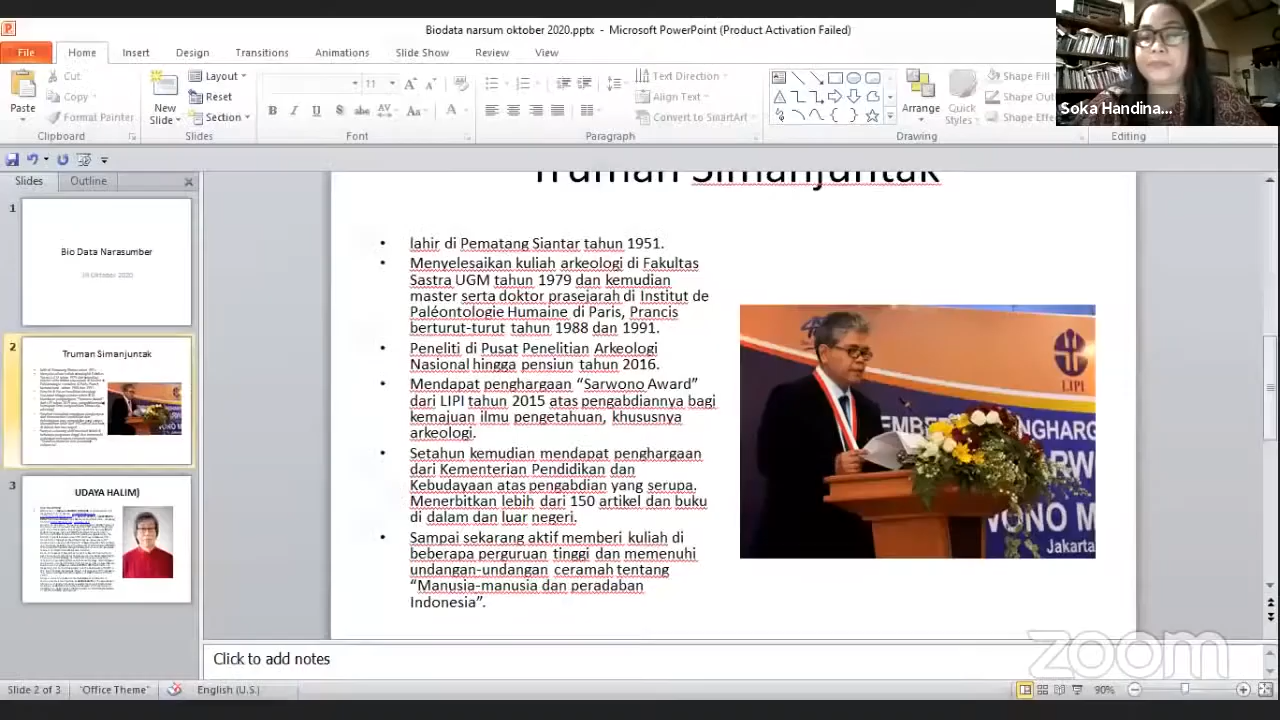 Biodata narsum oktober 2020.pptx - Microsoft PowerPoint (Product Activation Failed)
File Home Insert Design Transitions Animations Slide Show Review View
Soka Handina...
Paste
Cut
Copy
Format Painter
Clipboard
New Slide
Layout
Reset
Section
Slides
11
Font
Text Direction
Align Text
Convert to SmartArt
Paragraph
Arrange
Quick Styles
Shape Fill
Shape Ou
Shape Effe
Drawing
Editing
Slides Outline
1
Bio Data Narasumber
2
Truman Simanjuntak
3
UDAYA HALIM)
Truman Simanjuntak
• lahir di Pematang Siantar tahun 1951.
• Menyelesaikan kuliah arkeologi di Fakultas
Sastra UGM tahun 1979 dan kemudian
master serta doktor prasejarah di Institut de
Paléontologie Humaine di Paris, Prancis
berturut-turut tahun 1988 dan 1991.
• Peneliti di Pusat Penelitian Arkeologi
Nasional hingga pensiun tahun 2016.
• Mendapat penghargaan “Sarwono Award”
dari LIPI tahun 2015 atas pengabdiannya bagi
kemajuan ilmu pengetahuan, khususnya
arkeologi.
• Setahun kemudian mendapat penghargaan
dari Kementerian Pendidikan dan
Kebudayaan atas pengabdian yang serupa.
Menerbitkan lebih dari 150 artikel dan buku
di dalam dan luar negeri.
• Sampai sekarang aktif memberi kuliah di
beberapa perguruan tinggi dan memenuhi
undangan-undangan ceramah tentang
“Manusia-manusia dan peradaban
Indonesia”.
LIPI
EMB
NGHARG
RW
WONO M
Jakarta
Click to add notes
zoom
Slide 2 of 3 "Office Theme" English (U.S.) 90%